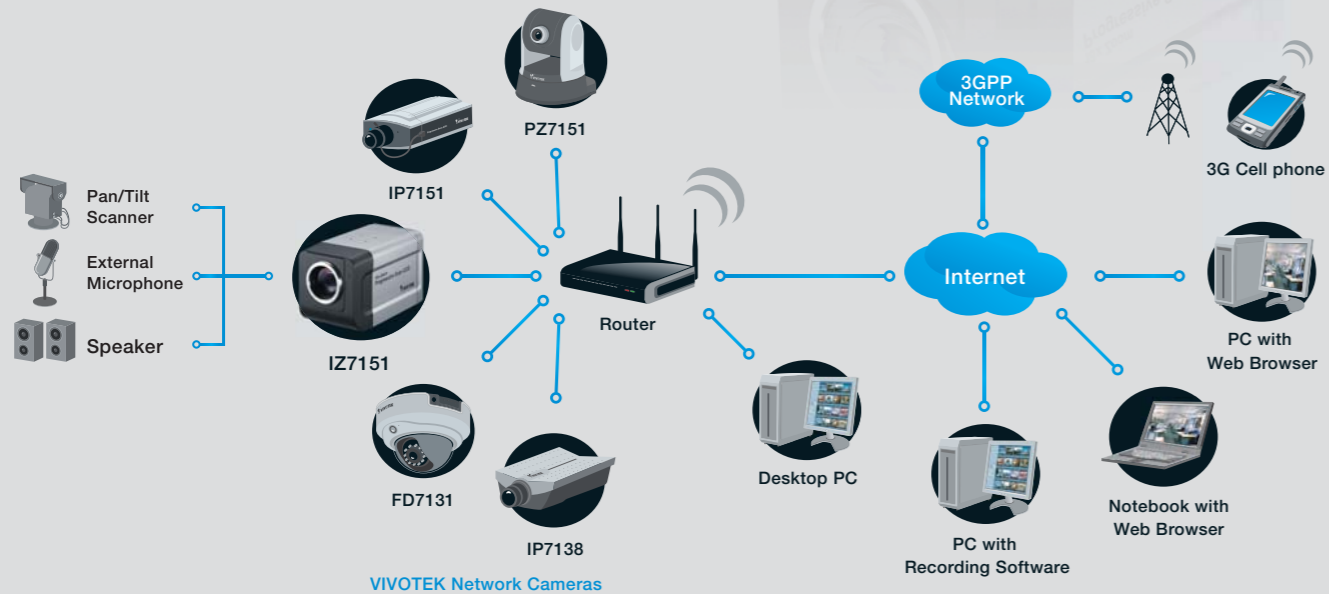 PZ7151
IP7151
Pan/Tilt
Scanner
External
Microphone
Speaker
IZ7151
FD7131
IP7138
VIVOTEK Network Cameras
Router
Desktop PC
3GPP
Network
3G Cell phone
Internet
PC with
Web Browser
Notebook with
Web Browser
PC with
Recording Software